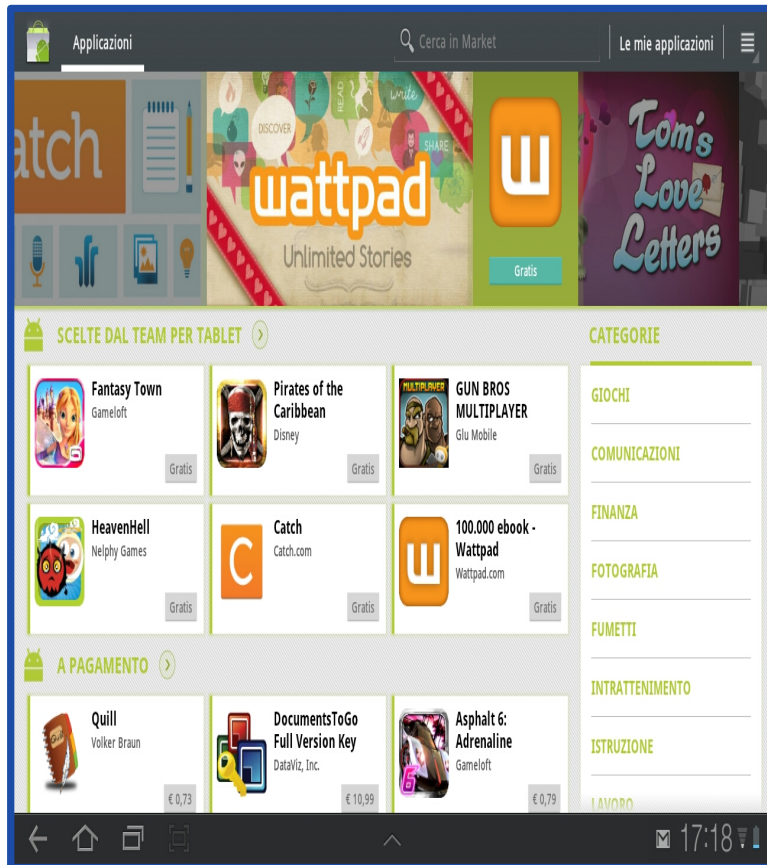 Applicazioni
Cerca in Market
Le mie applicazioni
atch
DISCOVER
READ
Write
SHARE
wattpad
Unlimited Stories
W
Gratis
Tom's
Love
Letters
SCELTE DAL TEAM PER TABLET
CATEGORIE
Fantasy Town
Gameloft
Gratis
Pirates of the
Caribbean
Disney
Gratis
MULTIPLAYER
GUN BROS
MULTIPLAYER
Glu Mobile
Gratis
HeavenHell
Nelphy Games
Gratis
C
Catch
Catch.com
Gratis
W
100.000 ebook -
Wattpad
Wattpad.com
Gratis
A PAGAMENTO
Quill
Volker Braun
€ 0,73
DocumentsToGo
Full Version Key
DataViz, Inc.
€ 10,99
6
Asphalt 6:
Adrenaline
Gameloft
€ 0,79
GIOCHI
COMUNICAZIONI
FINANZA
FOTOGRAFIA
FUMETTI
INTRATTENIMENTO
ISTRUZIONE
LAVORO
17:18